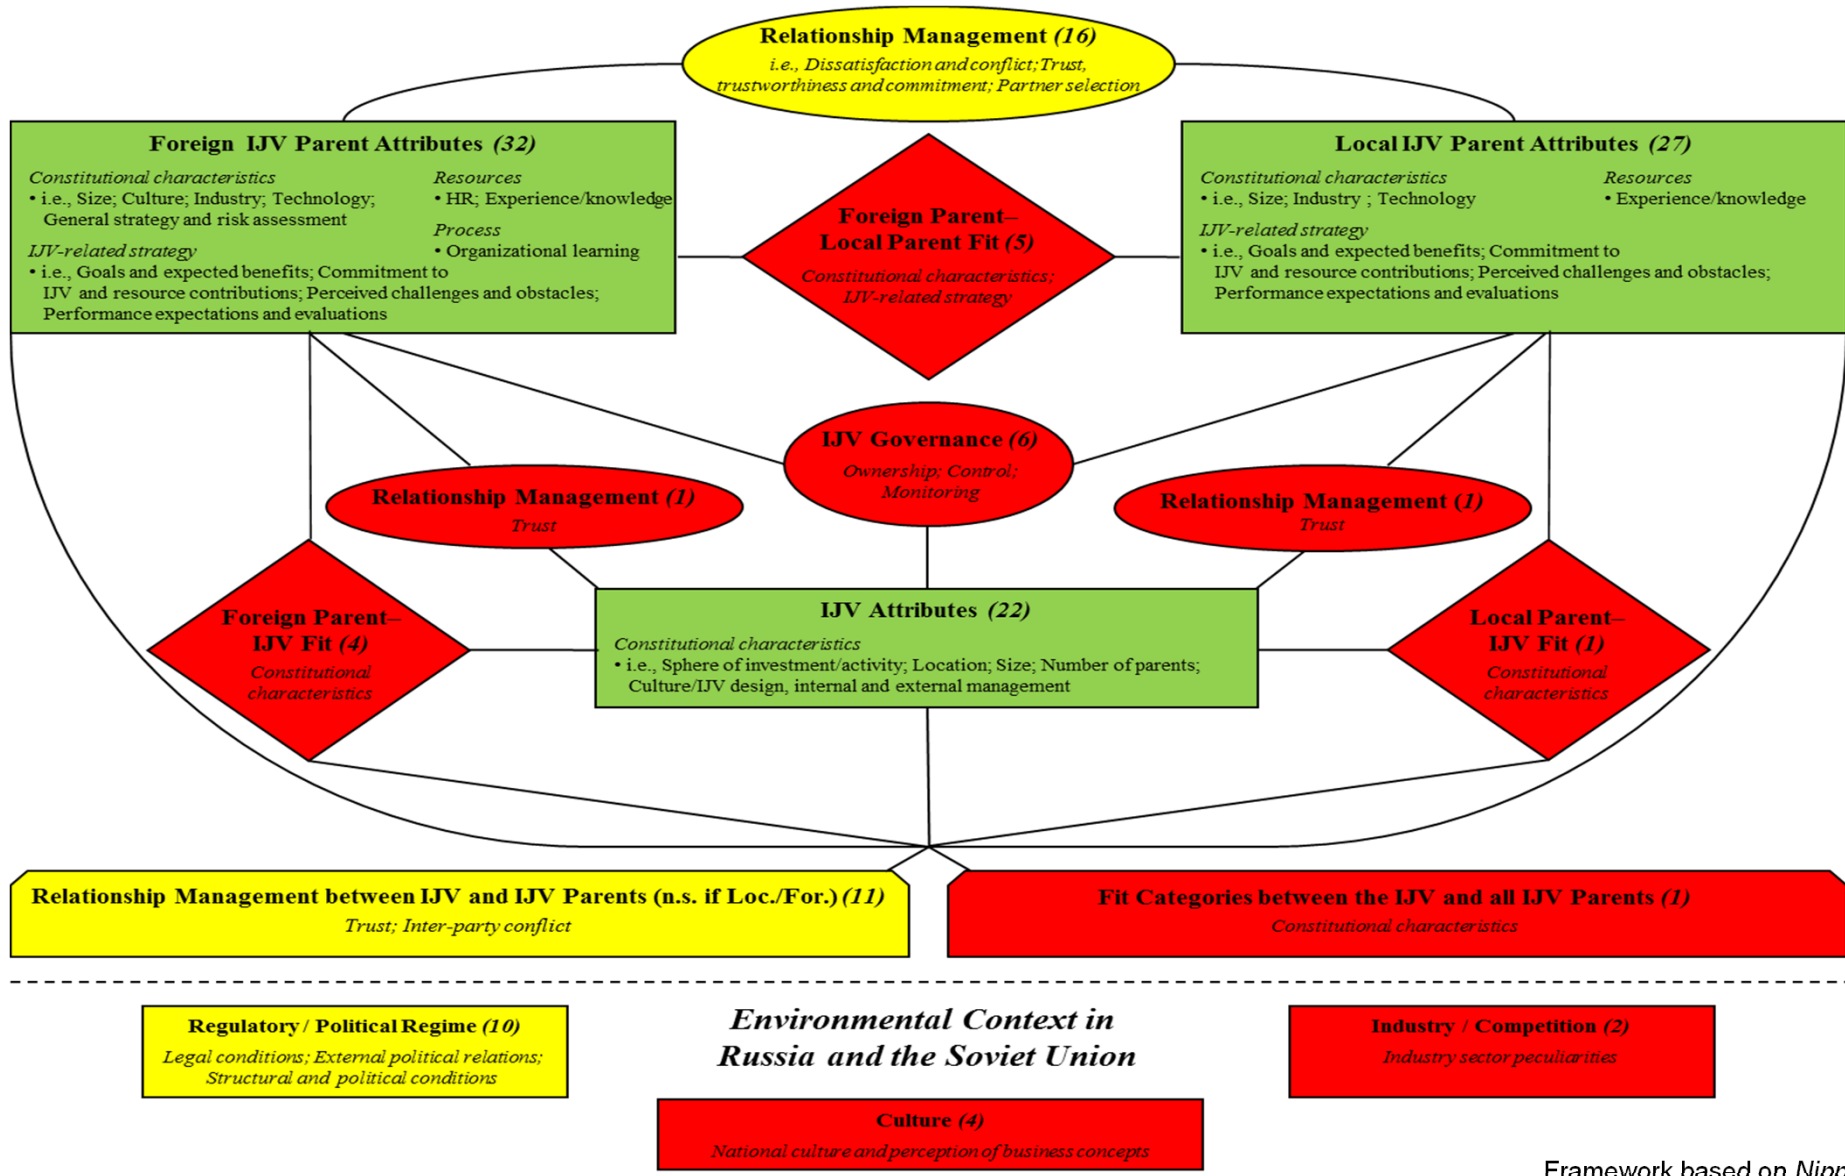 Relationship Management (16)
i.e., Dissatisfaction and conflict; Trust,
trustworthiness and commitment; Partner selection
Foreign IJV Parent Attributes (32)
Constitutional characteristics
• i.e., Size; Culture; Industry; Technology;
General strategy and risk assessment
IJV-related strategy
• i.e., Goals and expected benefits; Commitment to
IJV and resource contributions; Perceived challenges and obstacles;
Performance expectations and evaluations
Resources
• HR; Experience/knowledge
Process
• Organizational learning
Foreign Parent–
Local Parent Fit (5)
Constitutional characteristics;
IJV-related strategy
Local IJV Parent Attributes (27)
Constitutional characteristics
• i.e., Size; Industry ; Technology
Resources
• Experience/knowledge
IJV-related strategy
• i.e., Goals and expected benefits; Commitment to
IJV and resource contributions; Perceived challenges and obstacles;
Performance expectations and evaluations
IJV Governance (6)
Ownership; Control;
Monitoring
Relationship Management (1)
Trust
Relationship Management (1)
Trust
Foreign Parent–
IJV Fit (4)
Constitutional
characteristics
IJV Attributes (22)
Constitutional characteristics
• i.e., Sphere of investment/activity; Location; Size; Number of parents;
Culture/IJV design, internal and external management
Local Parent–
IJV Fit (1)
Constitutional
characteristics
Relationship Management between IJV and IJV Parents (n.s. if Loc./For.) (11)
Trust; Inter-party conflict
Fit Categories between the IJV and all IJV Parents (1)
Constitutional characteristics
Regulatory / Political Regime (10)
Legal conditions; External political relations;
Structural and political conditions
Environmental Context in
Russia and the Soviet Union
Industry / Competition (2)
Industry sector peculiarities
Culture (4)
National culture and perception of business concepts
Framework based on